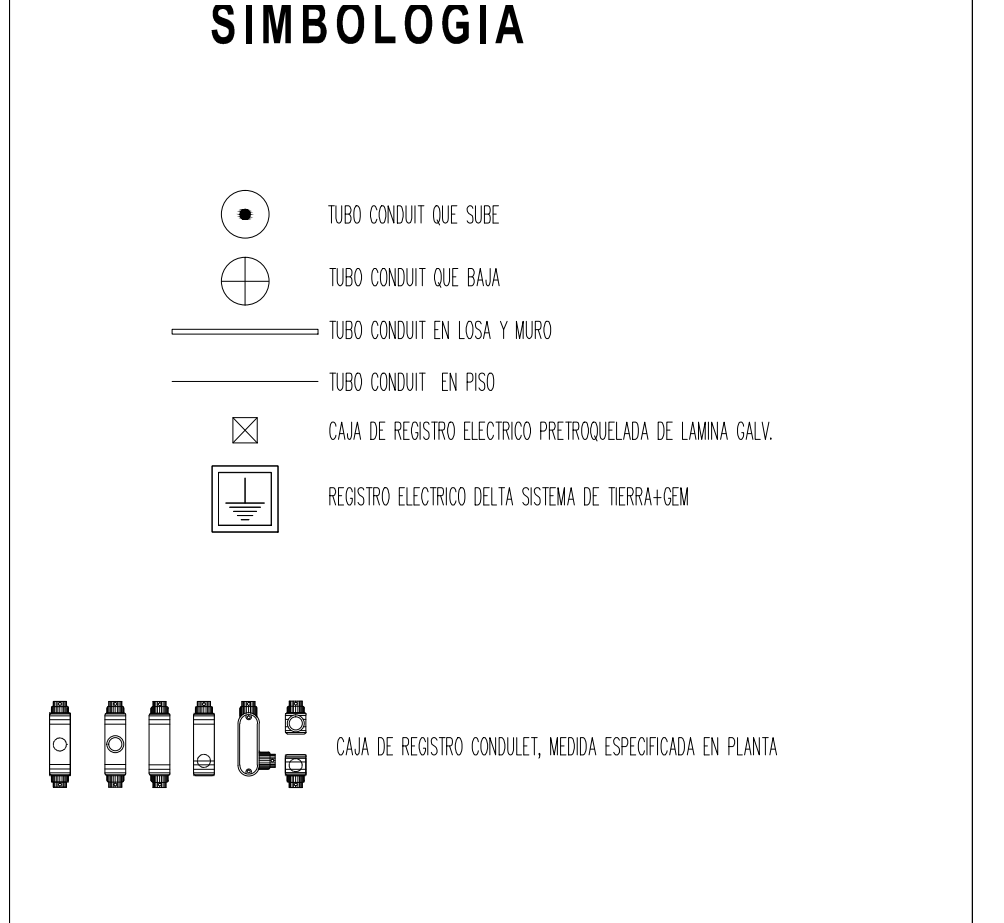 SIMBOLOGIA
TUBO CONDUIT QUE SUBE
TUBO CONDUIT QUE BAJA
TUBO CONDUIT EN LOSA Y MURO
TUBO CONDUIT EN PISO
CAJA DE REGISTRO ELECTRICO PRETROQUELADA DE LAMINA GALV.
REGISTRO ELECTRICO DELTA SISTEMA DE TIERRA+GEM
CAJA DE REGISTRO CONDULET, MEDIDA ESPECIFICADA EN PLANTA